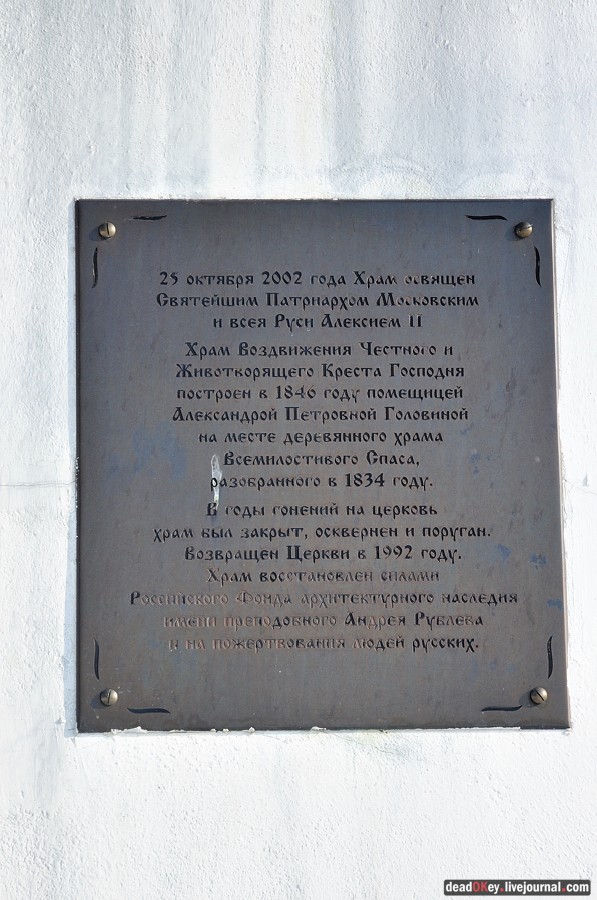 25 октября 2002 года Храм освящен
Святейшим Патриархом Московским
и всея Руси Алексием II
Храм Воздвижения Честного и
Животворящего Креста Господня
построен в 1846 году помещицей
Александрой Петровной Головиной
на месте деревянного храма
Всемилостивого Спаса,
разобранного в 1834 году.
В годы гонений на церковь
храм был закрыт, осквернен и поруган.
Возвращен Церкви в 1992 году.
Храм восстановлен силами
Российского Фонда архитектурного наследия
имени преподобного Андрея Рублева
и на пожертвования людей русских.
deadOKey.livejournal.com